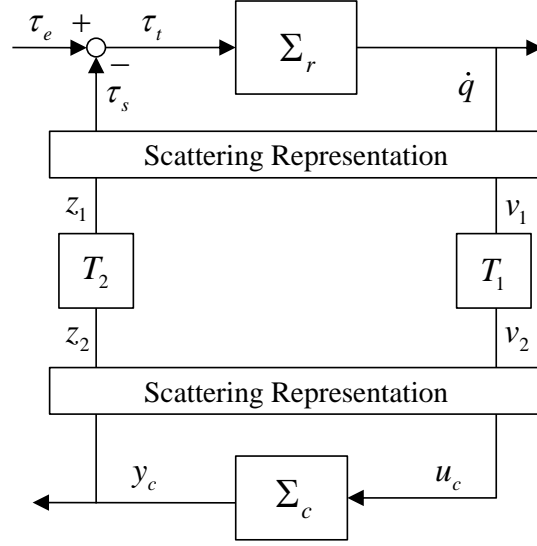 τ_e + τ_t Σ_r
− τ_s q̇
Scattering Representation
z_1 v_1
T_2 T_1
z_2 v_2
Scattering Representation
y_c Σ_c u_c